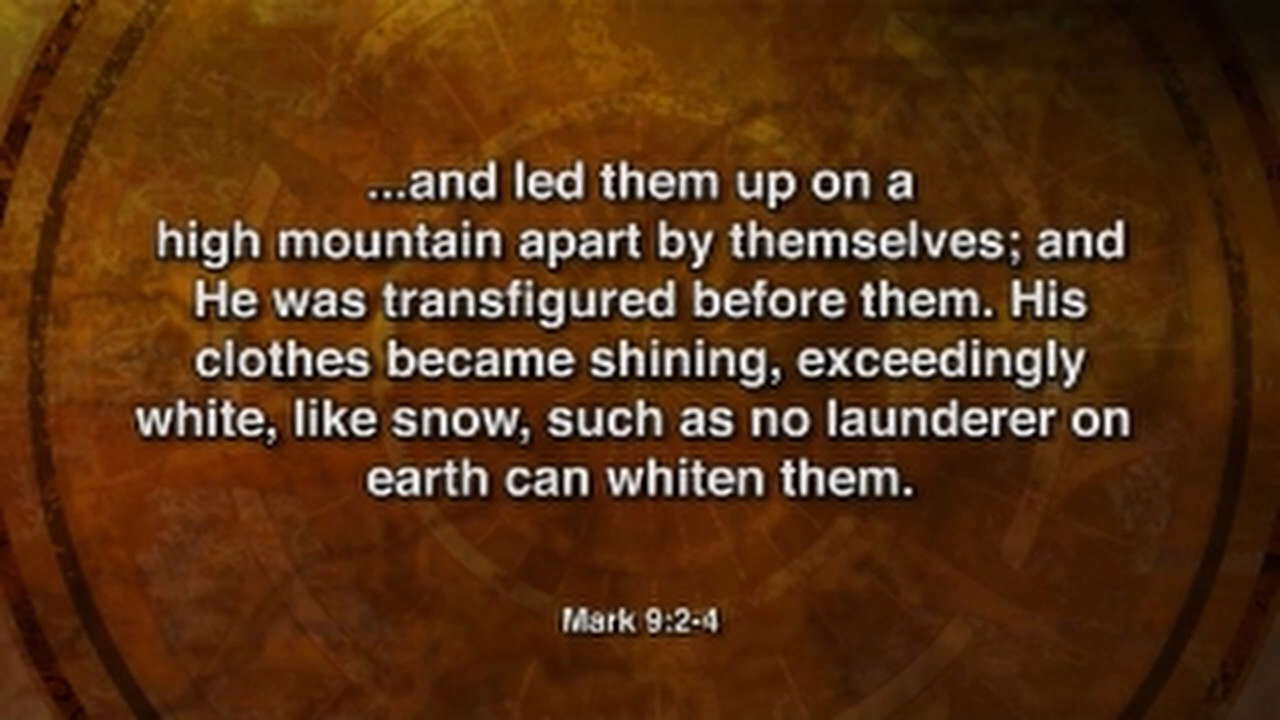 ...and led them up on a
high mountain apart by themselves; and
He was transfigured before them. His
clothes became shining, exceedingly
white, like snow, such as no launderer on
earth can whiten them.
Mark 9:2-4